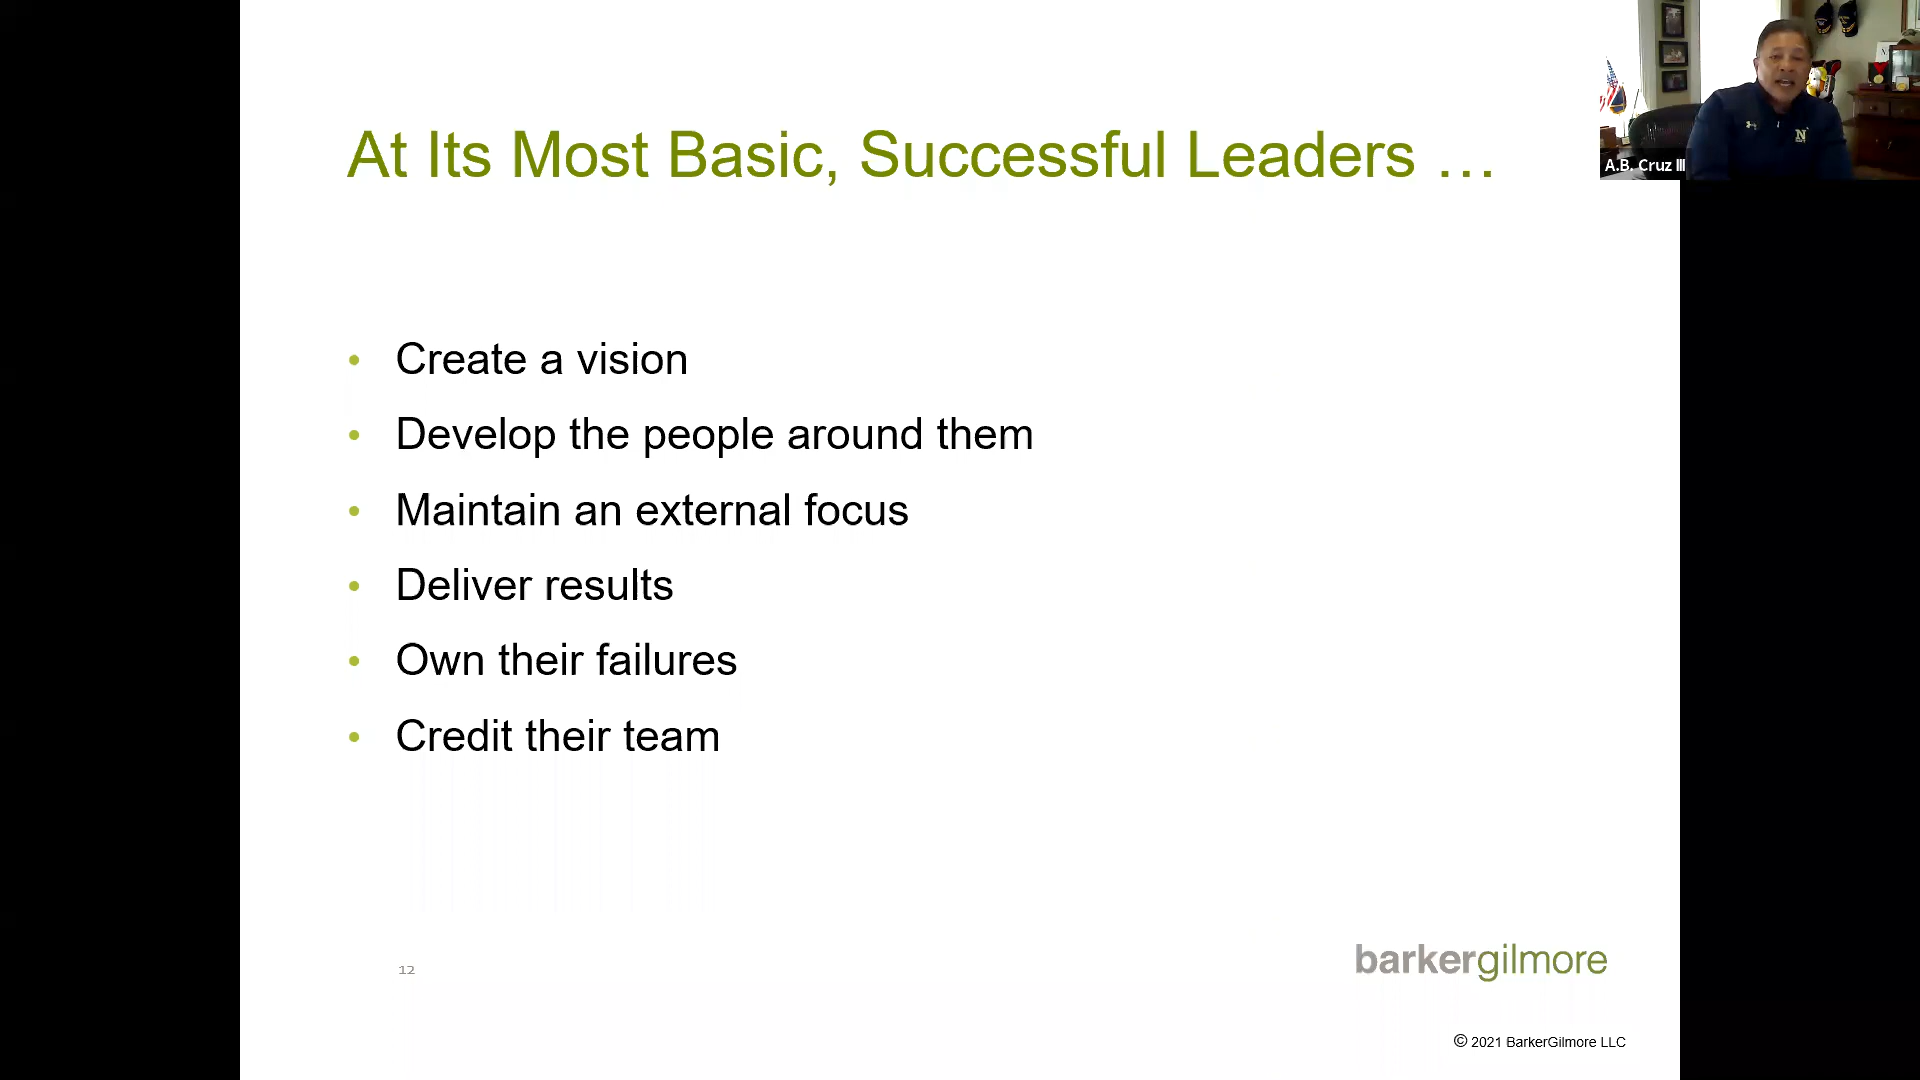 At Its Most Basic, Successful Leaders …
A.B. Cruz III
N
• Create a vision
• Develop the people around them
• Maintain an external focus
• Deliver results
• Own their failures
• Credit their team
12
barkergilmore
© 2021 BarkerGilmore LLC